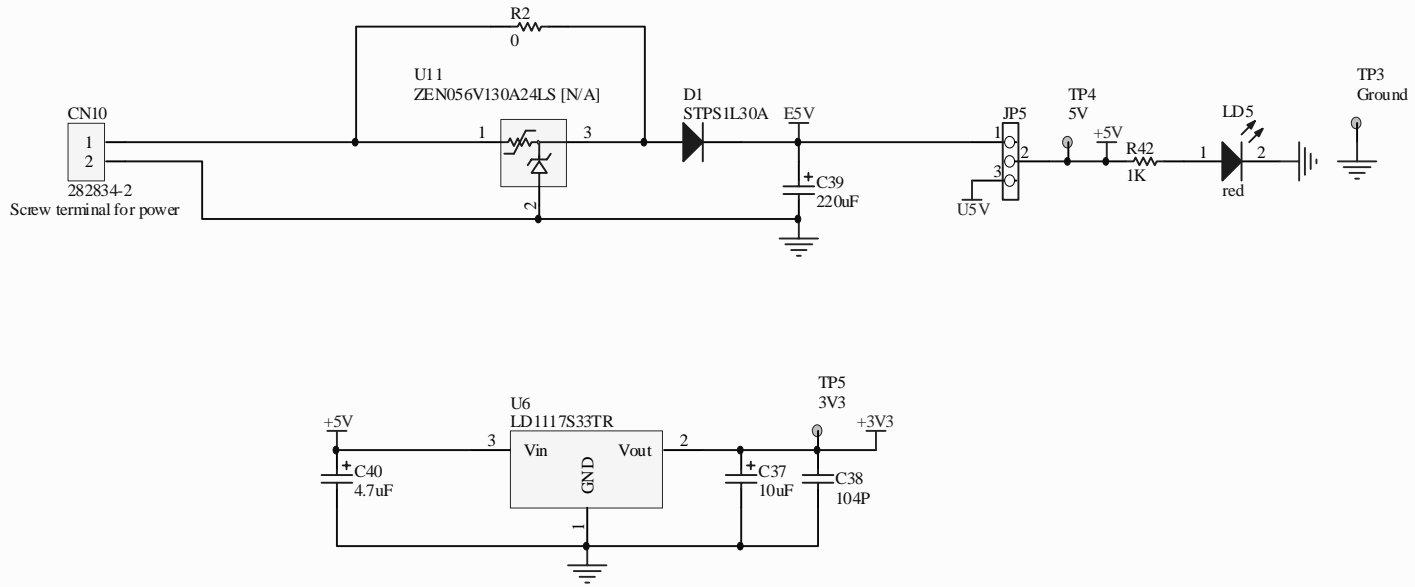 R2
0
U11
ZEN056V130A24LS [N/A]
CN10
1
2
282834-2
Screw terminal for power
1
3
2
D1
STPS1L30A
E5V
+
C39
220uF
JP5
1
2
3
U5V
TP4
5V
+5V
R42
1K
LD5
1
2
red
TP3
Ground
+5V
+
C40
4.7uF
U6
LD1117S33TR
3
Vin
Vout
2
GND
1
TP5
3V3
+3V3
+
C37
10uF
C38
104P